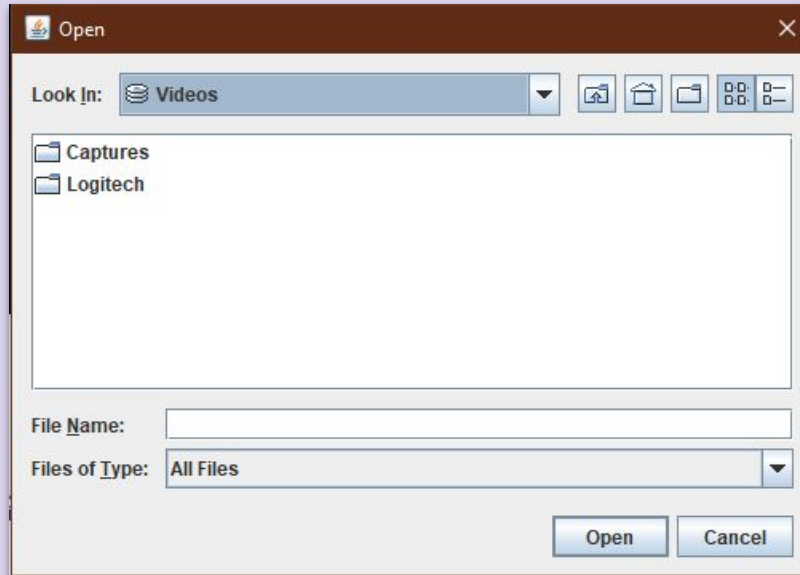 Open
Look In: Videos
Captures
Logitech
File Name:
Files of Type: All Files
Open Cancel